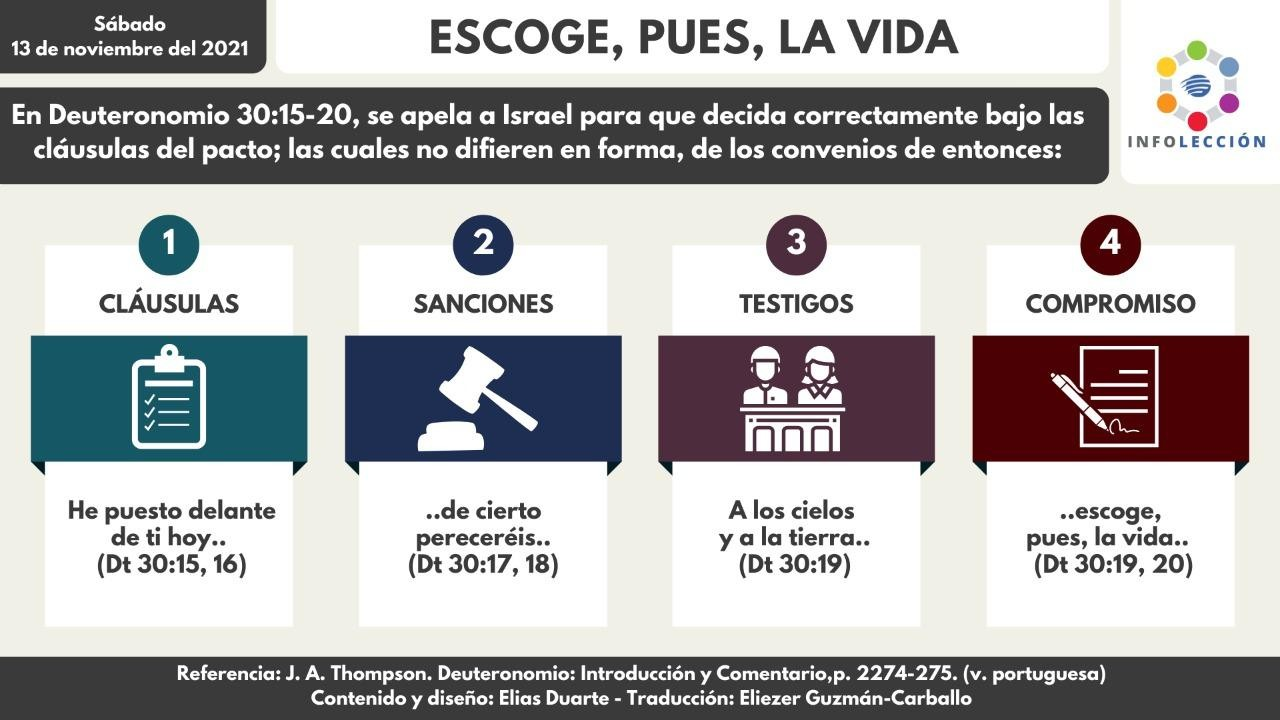 Sábado
13 de noviembre del 2021
ESCOGE, PUES, LA VIDA
INFOLECCIÓN
En Deuteronomio 30:15-20, se apela a Israel para que decida correctamente bajo las
cláusulas del pacto; las cuales no difieren en forma, de los convenios de entonces:
1
CLÁUSULAS
He puesto delante
de ti hoy..
(Dt 30:15, 16)
2
SANCIONES
..de cierto
pereceréis..
(Dt 30:17, 18)
3
TESTIGOS
A los cielos
y a la tierra..
(Dt 30:19)
4
COMPROMISO
..escoge,
pues, la vida..
(Dt 30:19, 20)
Referencia: J. A. Thompson. Deuteronomio: Introducción y Comentario,p. 2274-275. (v. portuguesa)
Contenido y diseño: Elias Duarte - Traducción: Eliezer Guzmán-Carballo